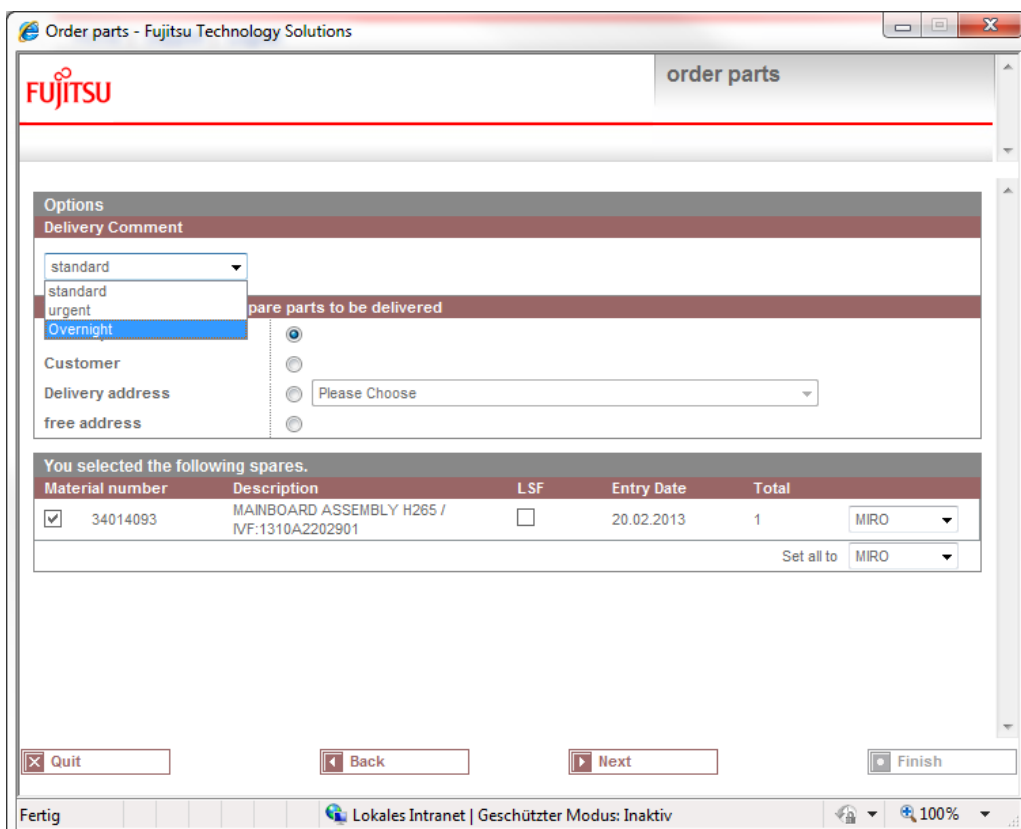 Order parts - Fujitsu Technology Solutions
FUJITSU
order parts
Options
Delivery Comment
standard
standard
urgent
Overnight
pare parts to be delivered
Customer
Delivery address
Please Choose
free address
You selected the following spares.
Material number Description LSF Entry Date Total
34014093 MAINBOARD ASSEMBLY H265 / IVF:1310A2202901 20.02.2013 1 MIRO
Set all to MIRO
Quit Back Next Finish
Fertig Lokales Intranet | Geschützter Modus: Inaktiv 100%